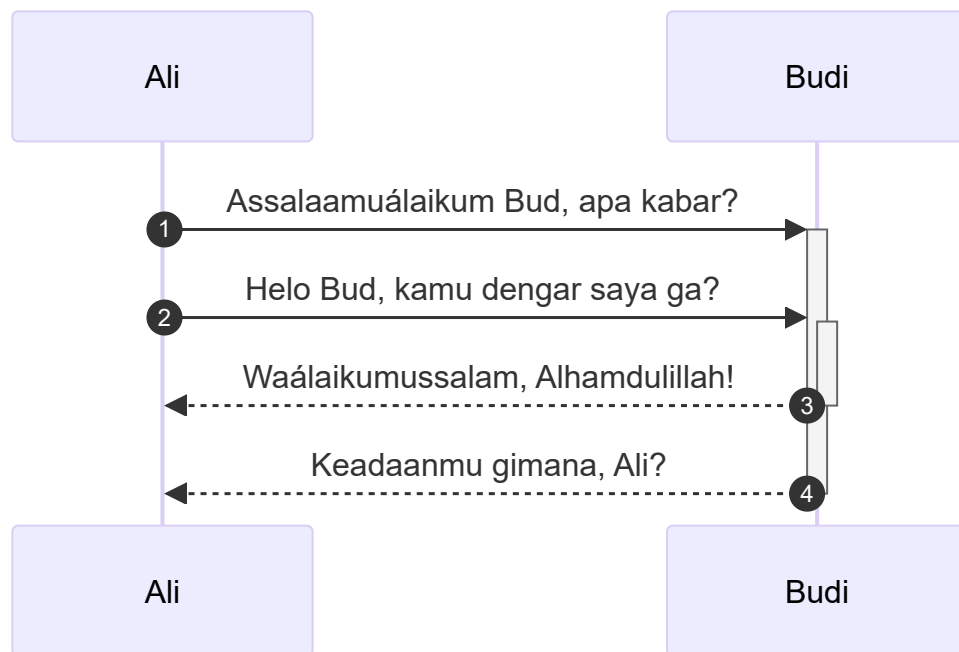 Ali
Budi
Assalaamuálaikum Bud, apa kabar?
1
Helo Bud, kamu dengar saya ga?
2
Waálaikumussalam, Alhamdulillah!
3
Keadaanmu gimana, Ali?
4
Ali
Budi